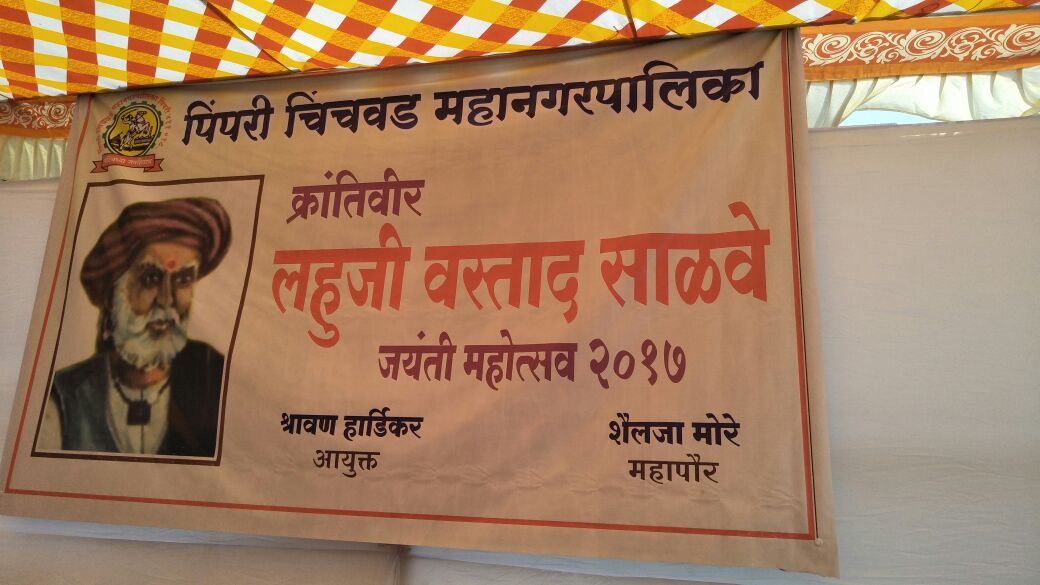 पिंपरी चिंचवड महानगरपालिका
क्रांतिवीर
लहुजी वस्ताद साळवे
जयंती महोत्सव २०१७
श्रावण हार्डिकर
आयुक्त
शैलजा मोरे
महापौर